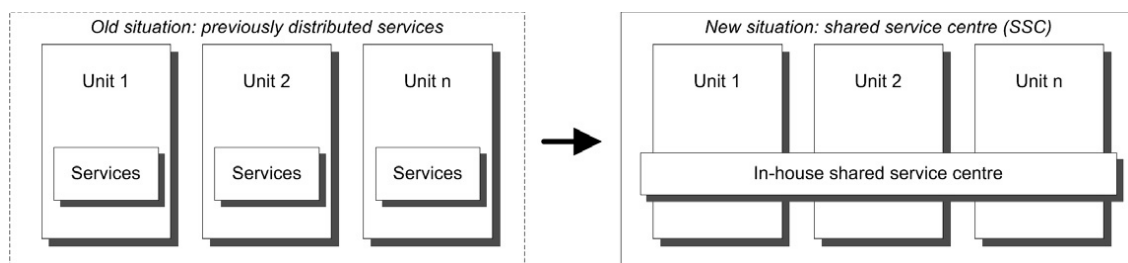 Old situation: previously distributed services
Unit 1
Unit 2
Unit n
Services
Services
Services
New situation: shared service centre (SSC)
Unit 1
Unit 2
Unit n
In-house shared service centre